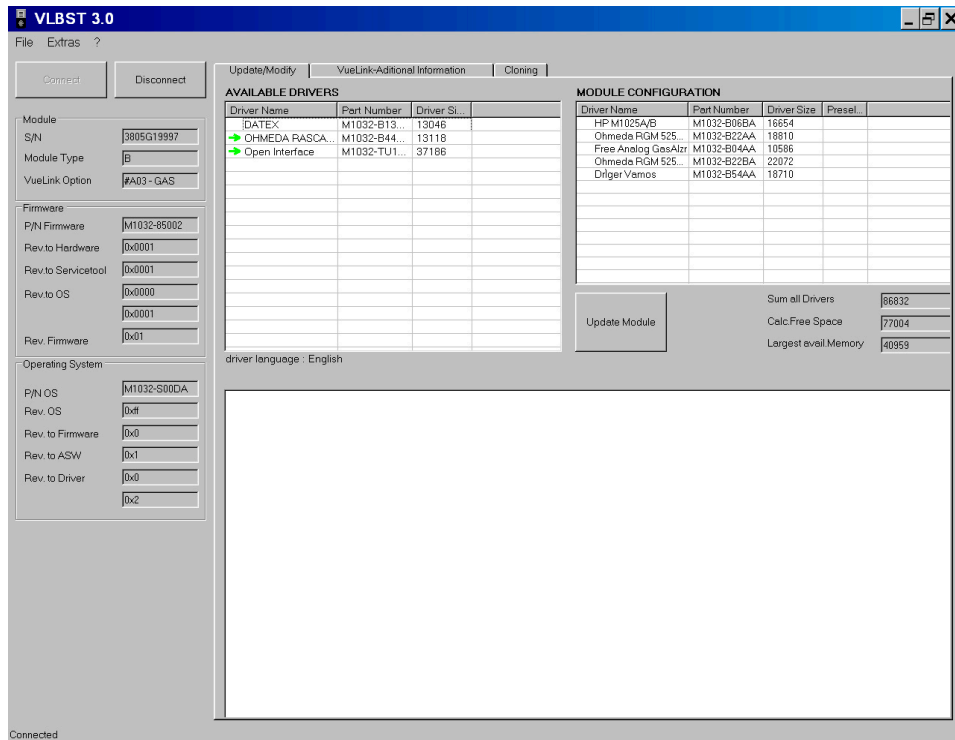 VLBST 3.0
File Extras ?
Connect Disconnect
Update/Modify VueLink-Aditional Information Cloning
Module
S/N 3805G19997
Module Type B
VueLink Option #A03 - GAS
Firmware
P/N Firmware M1032-85002
Rev.to Hardware 0x0001
Rev.to Servicetool 0x0001
Rev.to OS 0x0000
0x0001
Rev. Firmware 0x01
Operating System
P/N OS M1032-S00DA
Rev. OS 0xff
Rev. to Firmware 0x0
Rev. to ASW 0x1
Rev. to Driver 0x0
0x2
AVAILABLE DRIVERS
Driver Name Part Number Driver Si...
DATEX M1032-B13... 13046
OHMEDA RASCA... M1032-B44... 13118
Open Interface M1032-TU1... 37186
driver language : English
MODULE CONFIGURATION
Driver Name Part Number Driver Size Presel...
HP M1025A/B M1032-B06BA 16654
Ohmeda RGM 525... M1032-B22AA 18810
Free Analog GasAlzr M1032-B04AA 10586
Ohmeda RGM 525... M1032-B22BA 22072
Drlger Vamos M1032-B54AA 18710
Update Module
Sum all Drivers 86832
Calc.Free Space 77004
Largest avail.Memory 40959
Connected